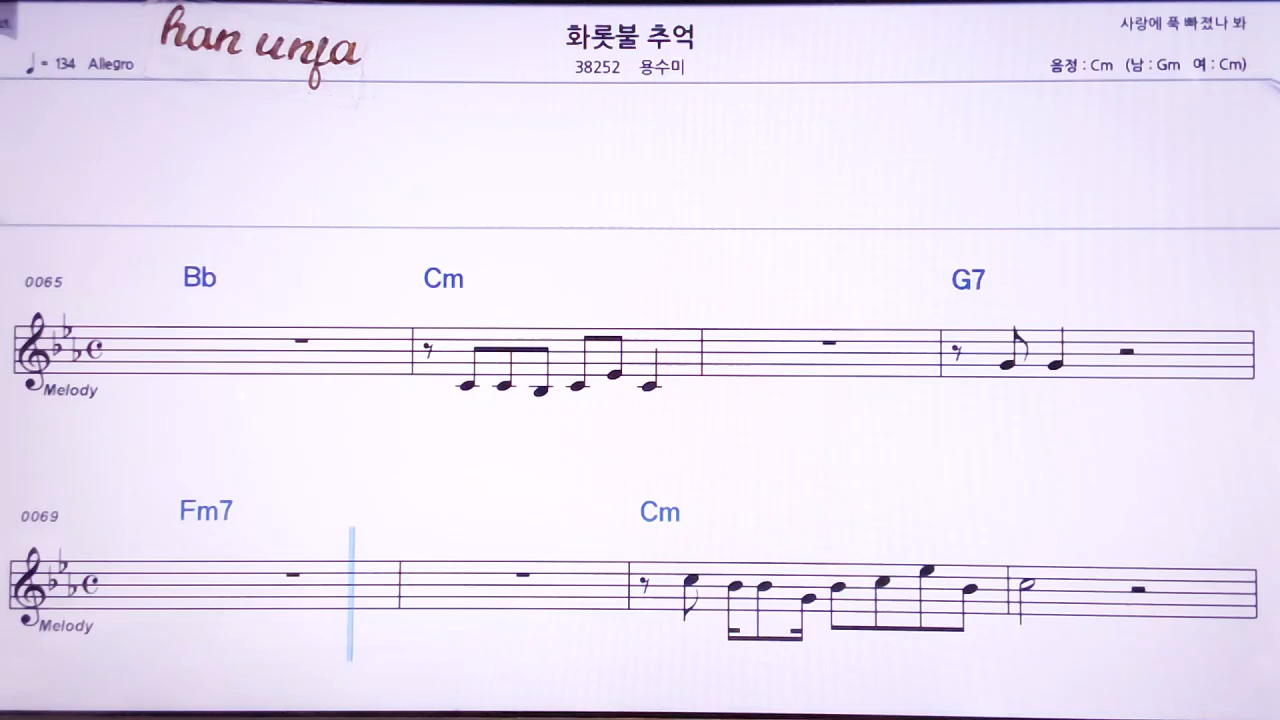 han unfa
화롯불 추억
사랑에 푹 빠졌나 봐
♩ = 134 Allegro
38252 용수미
음정 : Cm (남 : Gm 여 : Cm)
0065 Bb Cm G7
Melody
0069 Fm7 Cm
Melody